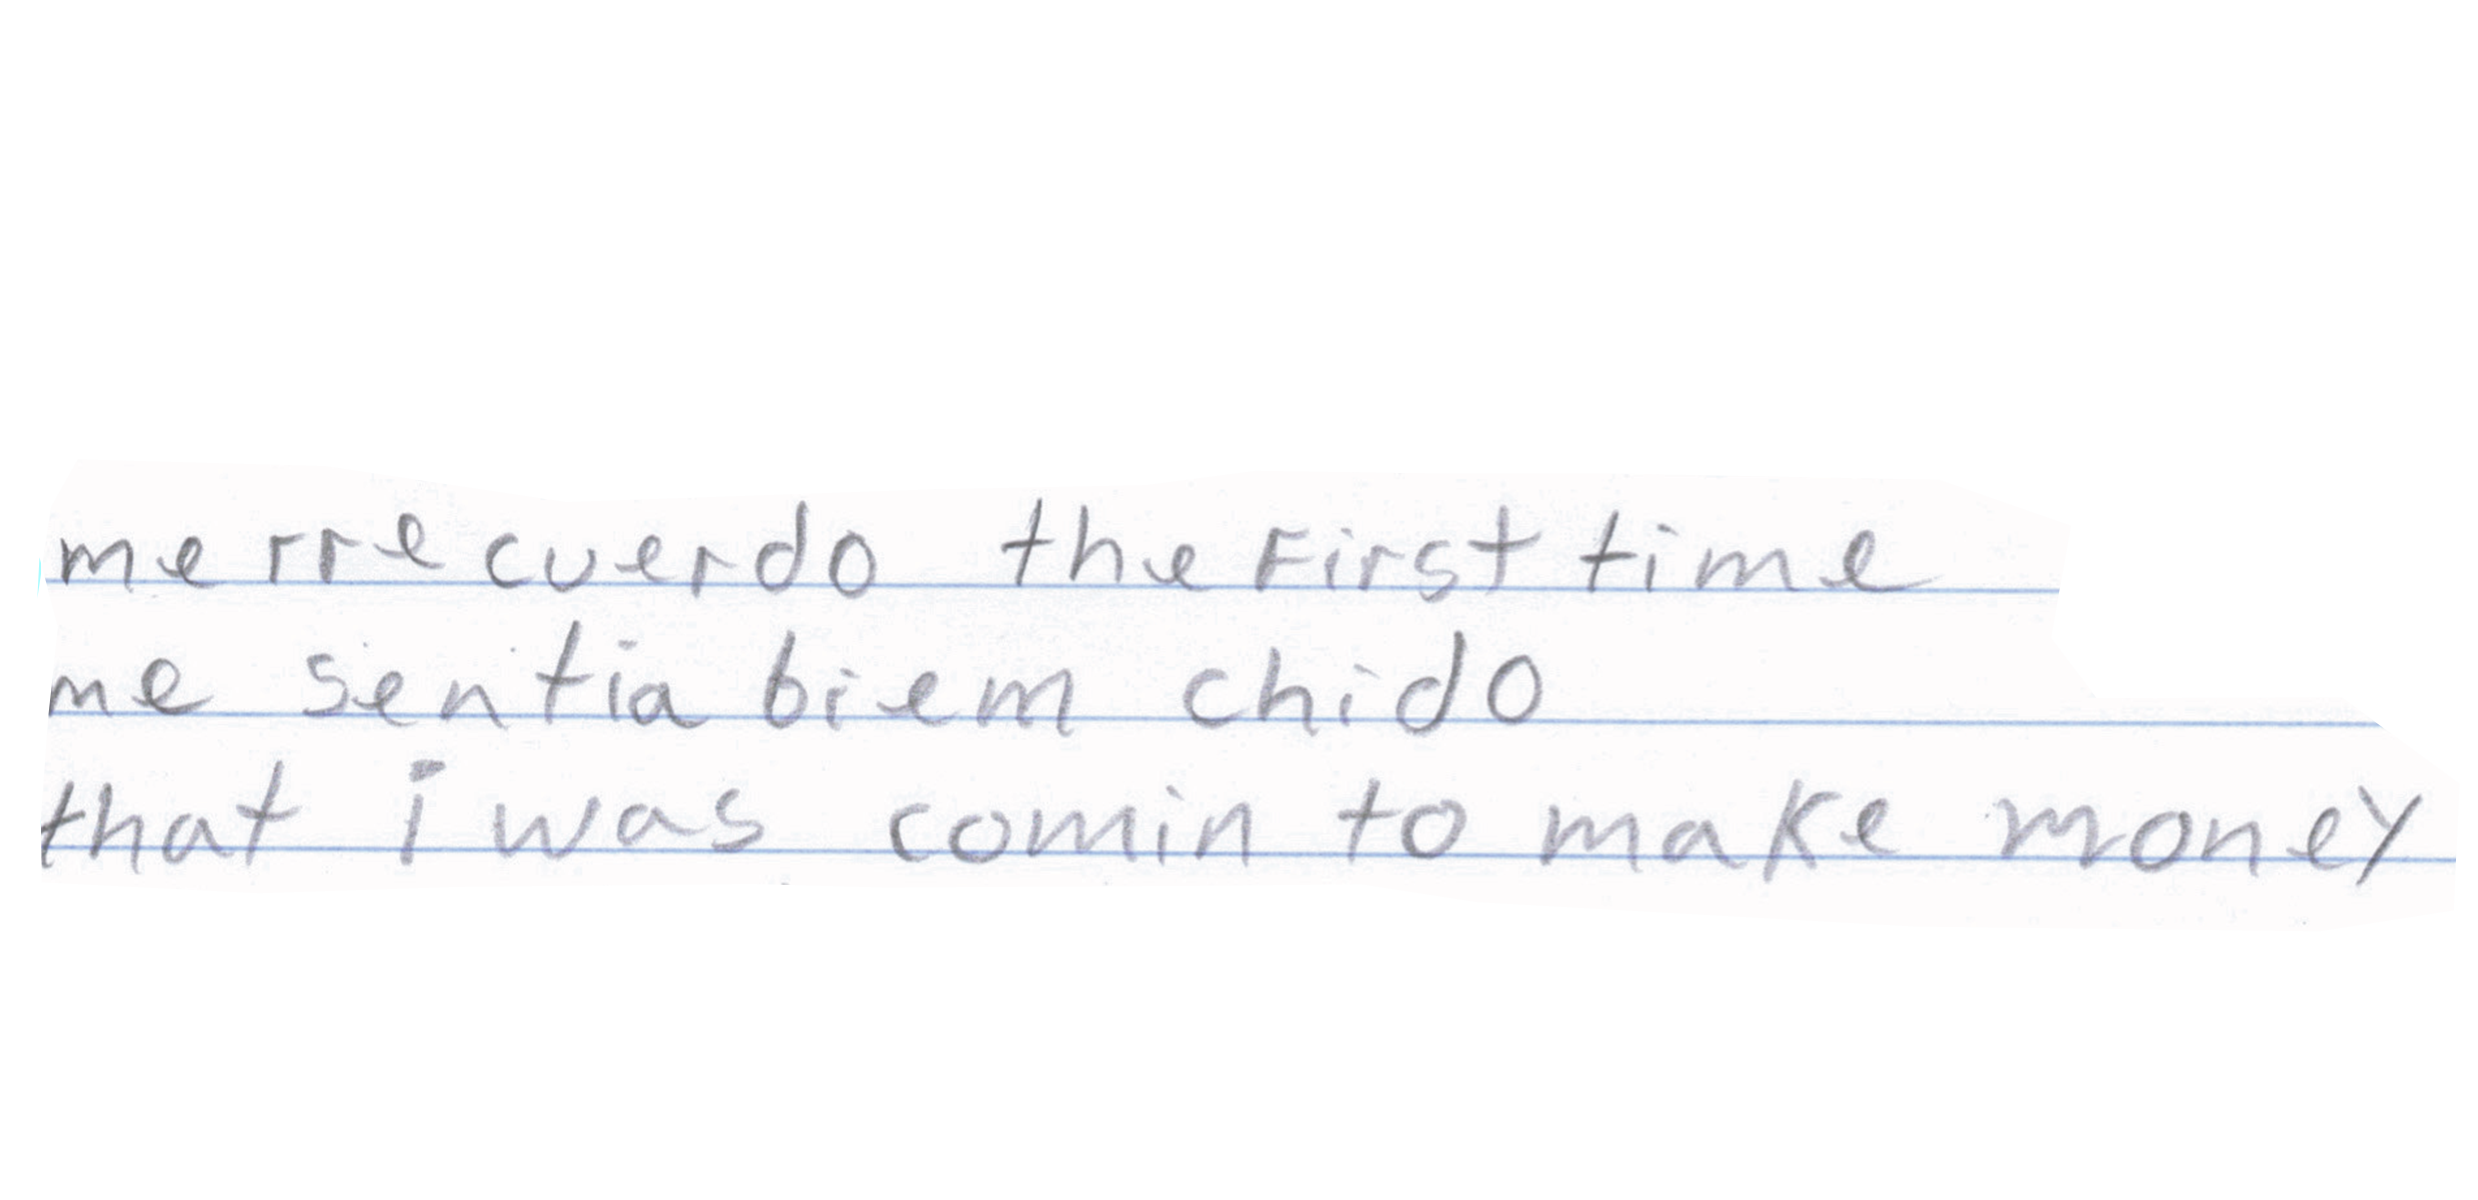 me rrecuerdo the First time
me sentia biem chido
that i was comin to make money